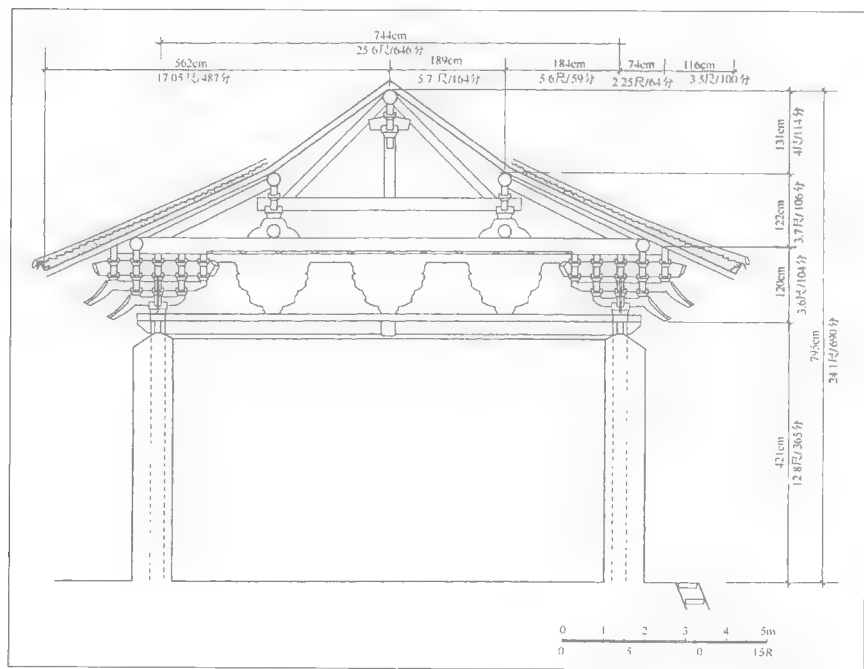 744cm
25.6尺/646分
562cm
17.05尺/487分
189cm
5.7尺/164分
184cm
5.6尺/59分
74cm
2.25尺/64分
116cm
3.5尺/100分
131cm
4尺/114分
122cm
3.7尺/106分
120cm
3.6尺/104分
421cm
12.8尺/365分
795cm
24.1尺/690分
0 1 2 3 4 5m
0 5 0 15R